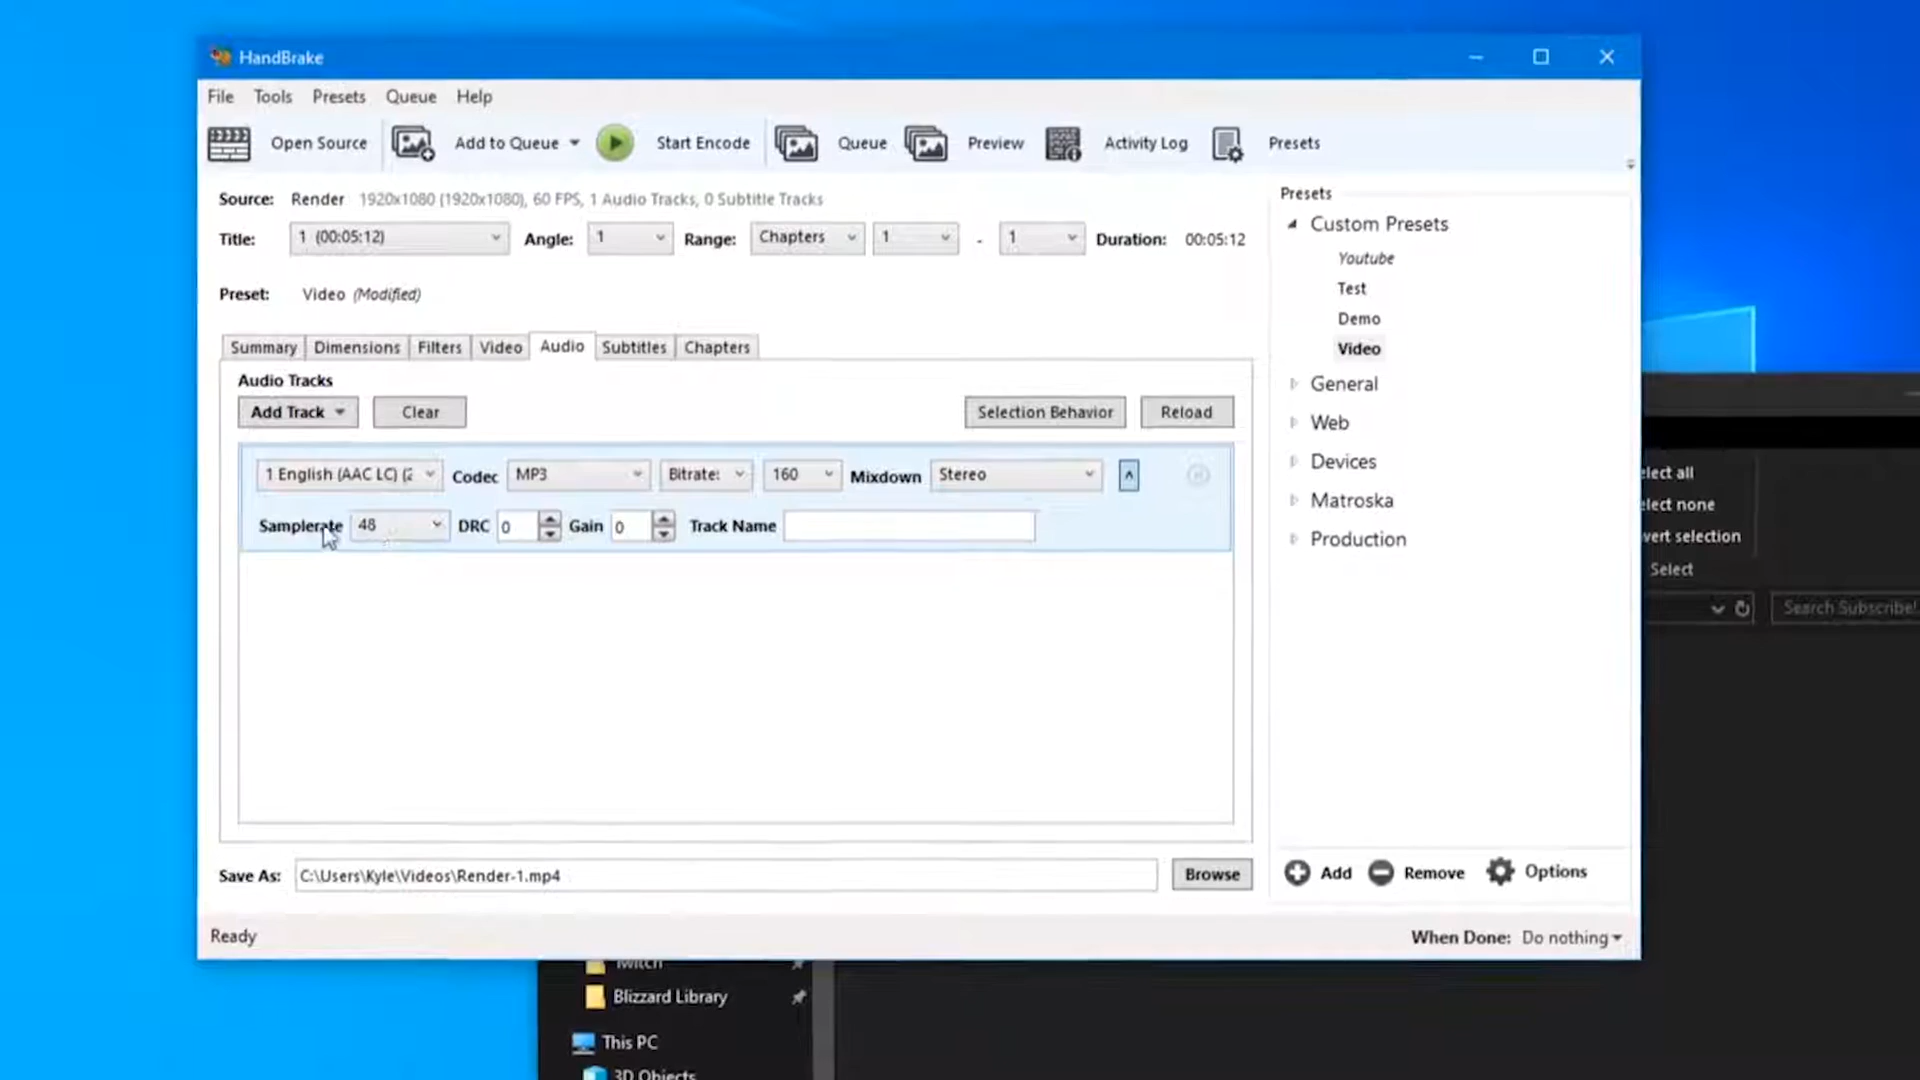 HandBrake
File Tools Presets Queue Help
Open Source Add to Queue Start Encode Queue Preview Activity Log Presets
Source: Render 1920x1080 (1920x1080), 60 FPS, 1 Audio Tracks, 0 Subtitle Tracks
Title: 1 (00:05:12) Angle: 1 Range: Chapters 1 - 1 Duration: 00:05:12
Preset: Video (Modified)
Summary Dimensions Filters Video Audio Subtitles Chapters
Audio Tracks
Add Track Clear Selection Behavior Reload
1 English (AAC LC) (2 Codec MP3 Bitrate: 160 Mixdown Stereo
Samplerate 48 DRC 0 Gain 0 Track Name
Save As: C:\Users\Kyle\Videos\Render-1.mp4 Browse
Ready
When Done: Do nothing
Presets
Custom Presets
Youtube
Test
Demo
Video
General
Web
Devices
Matroska
Production
Add Remove Options
elect all
elect none
vert selection
Select
Search Subscribe!
Twitch
Blizzard Library
This PC
3D Objects